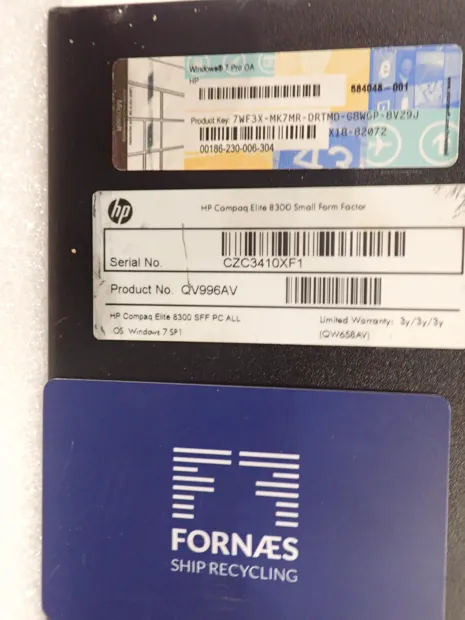 Windows® 7 Pro OA
HP
884048-001
Product Key: 7WF3X-MK7MR-DRTMD-G8WGP-8V29J
X18-82072
00186-230-006-304
Microsoft
hp
HP Compaq Elite 8300 Small Form Factor
Serial No. CZC3410XF1
Product No. QV996AV
HP Compaq Elite 8300 SFF PC ALL
OS Windows 7 SP1
Limited Warranty: 3y/3y/3y
(QW658AV)
FORNÆS
SHIP RECYCLING